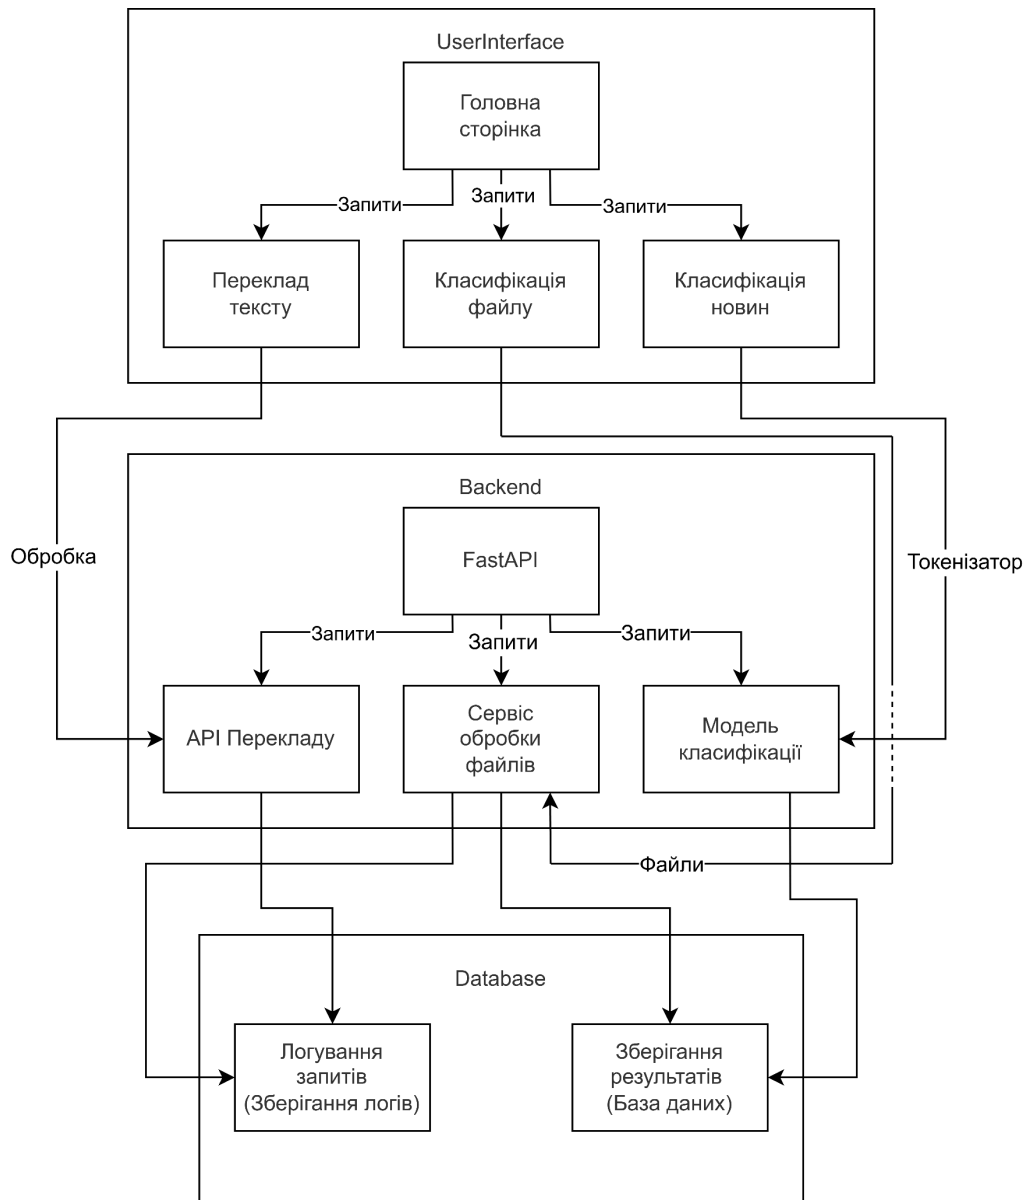 UserInterface
Головна
сторінка
Запити
Запити
Запити
Переклад
тексту
Класифікація
файлу
Класифікація
новин
Backend
FastAPI
Обробка
Токенізатор
Запити
Запити
Запити
API Перекладу
Сервіс
обробки
файлів
Модель
класифікації
Файли
Database
Логування
запитів
(Зберігання логів)
Зберігання
результатів
(База даних)